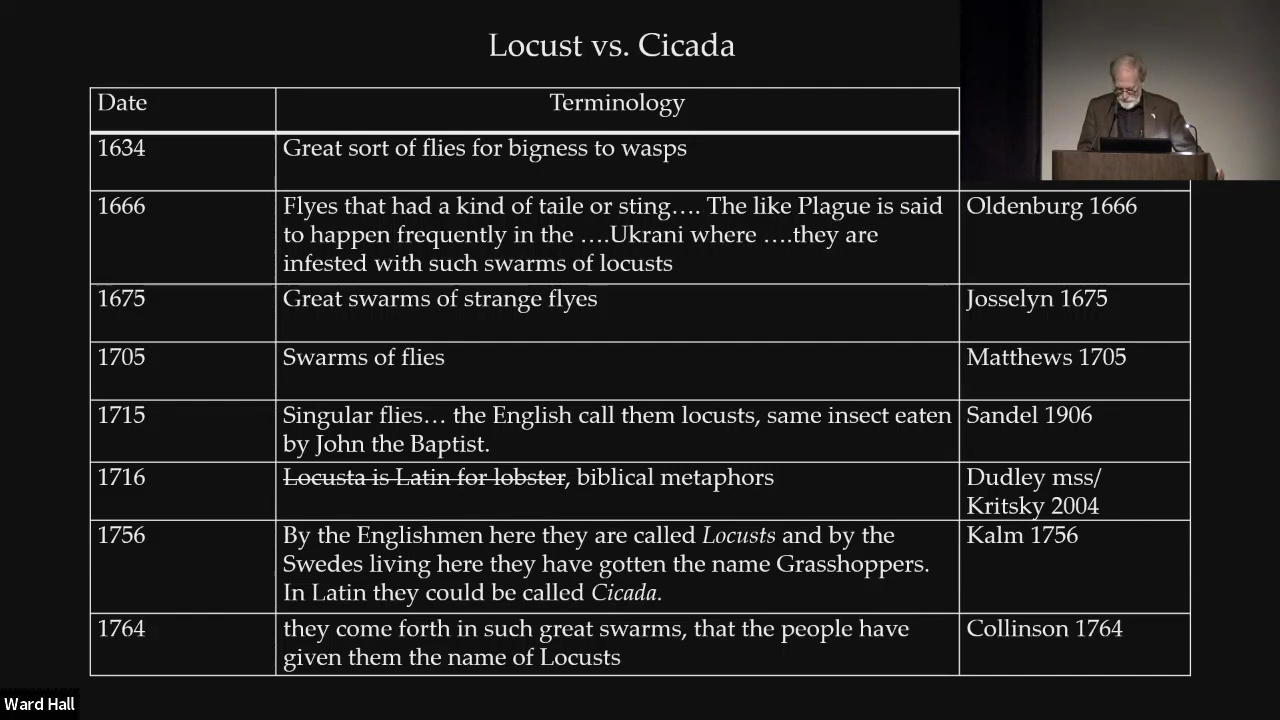 Locust vs. Cicada
Date
Terminology
1634
Great sort of flies for bigness to wasps
1666
Flyes that had a kind of taile or sting…. The like Plague is said
to happen frequently in the ….Ukrani where ….they are
infested with such swarms of locusts
Oldenburg 1666
1675
Great swarms of strange flyes
Josselyn 1675
1705
Swarms of flies
Matthews 1705
1715
Singular flies… the English call them locusts, same insect eaten
by John the Baptist.
Sandel 1906
1716
Locusta is Latin for lobster, biblical metaphors
Dudley mss/
Kritsky 2004
1756
By the Englishmen here they are called Locusts and by the
Swedes living here they have gotten the name Grasshoppers.
In Latin they could be called Cicada.
Kalm 1756
1764
they come forth in such great swarms, that the people have
given them the name of Locusts
Collinson 1764
Ward Hall